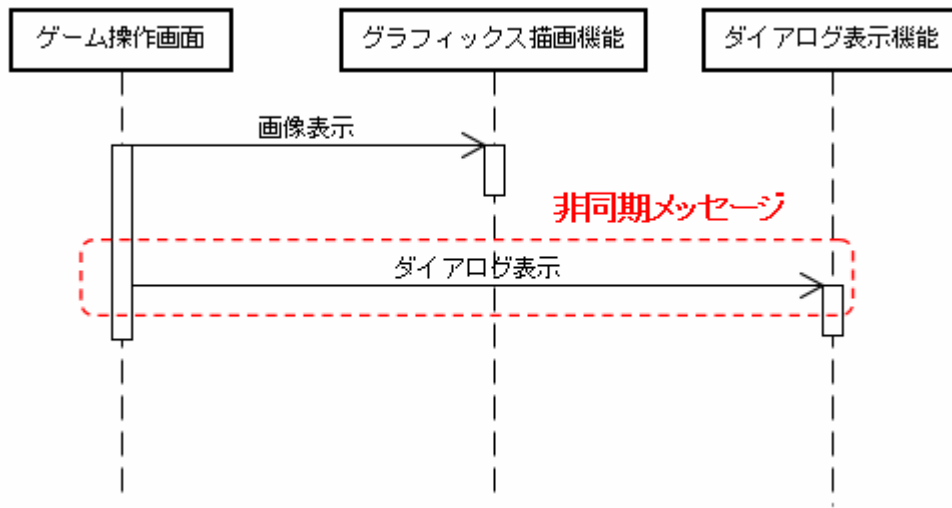 ゲーム操作画面
グラフィックス描画機能
ダイアログ表示機能
画像表示
非同期メッセージ
ダイアログ表示